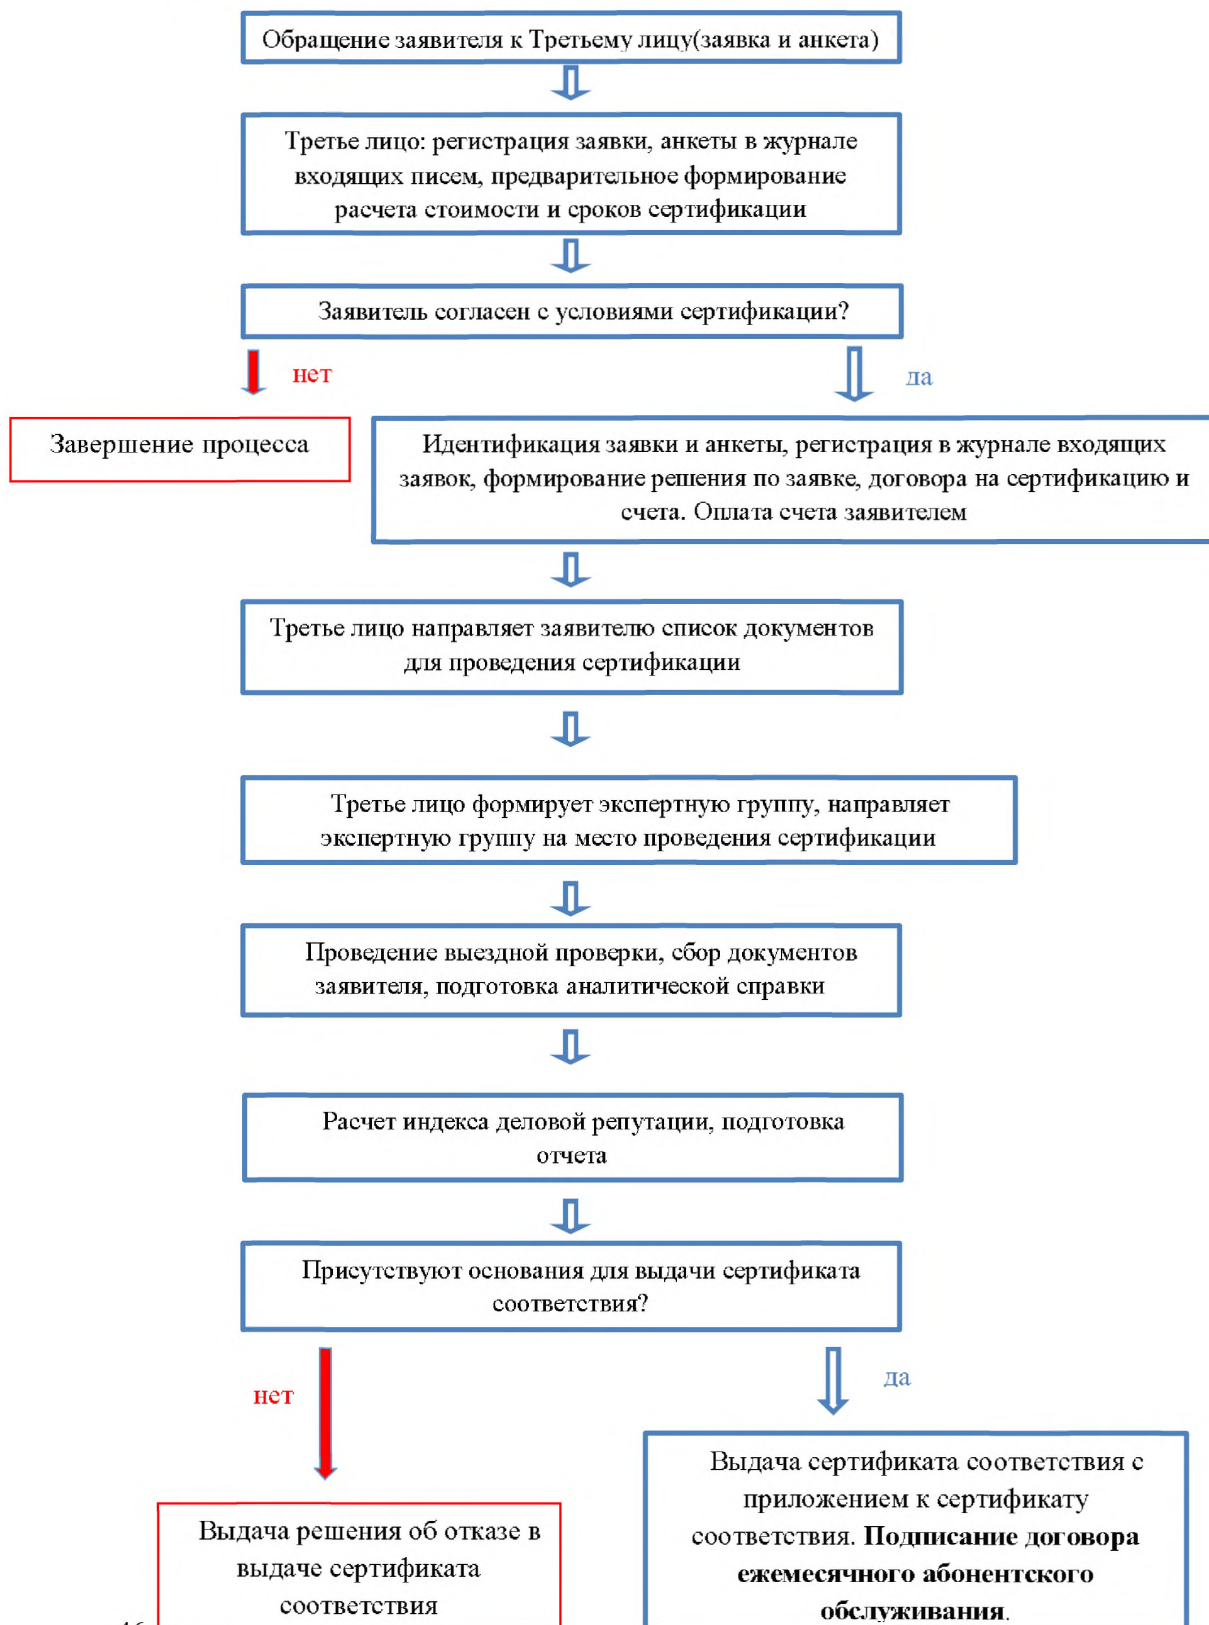 Обращение заявителя к Третьему лицу(заявка и анкета)
Третье лицо: регистрация заявки, анкеты в журнале
входящих писем, предварительное формирование
расчета стоимости и сроков сертификации
Заявитель согласен с условиями сертификации?
нет
да
Завершение процесса
Идентификация заявки и анкеты, регистрация в журнале входящих
заявок, формирование решения по заявке, договора на сертификацию и
счета. Оплата счета заявителем
Третье лицо направляет заявителю список документов
для проведения сертификации
Третье лицо формирует экспертную группу, направляет
экспертную группу на место проведения сертификации
Проведение выездной проверки, сбор документов
заявителя, подготовка аналитической справки
Расчет индекса деловой репутации, подготовка
отчета
Присутствуют основания для выдачи сертификата
соответствия?
нет
да
Выдача решения об отказе в
выдаче сертификата
соответствия
Выдача сертификата соответствия с
приложением к сертификату
соответствия. Подписание договора
ежемесячного абонентского
обслуживания.